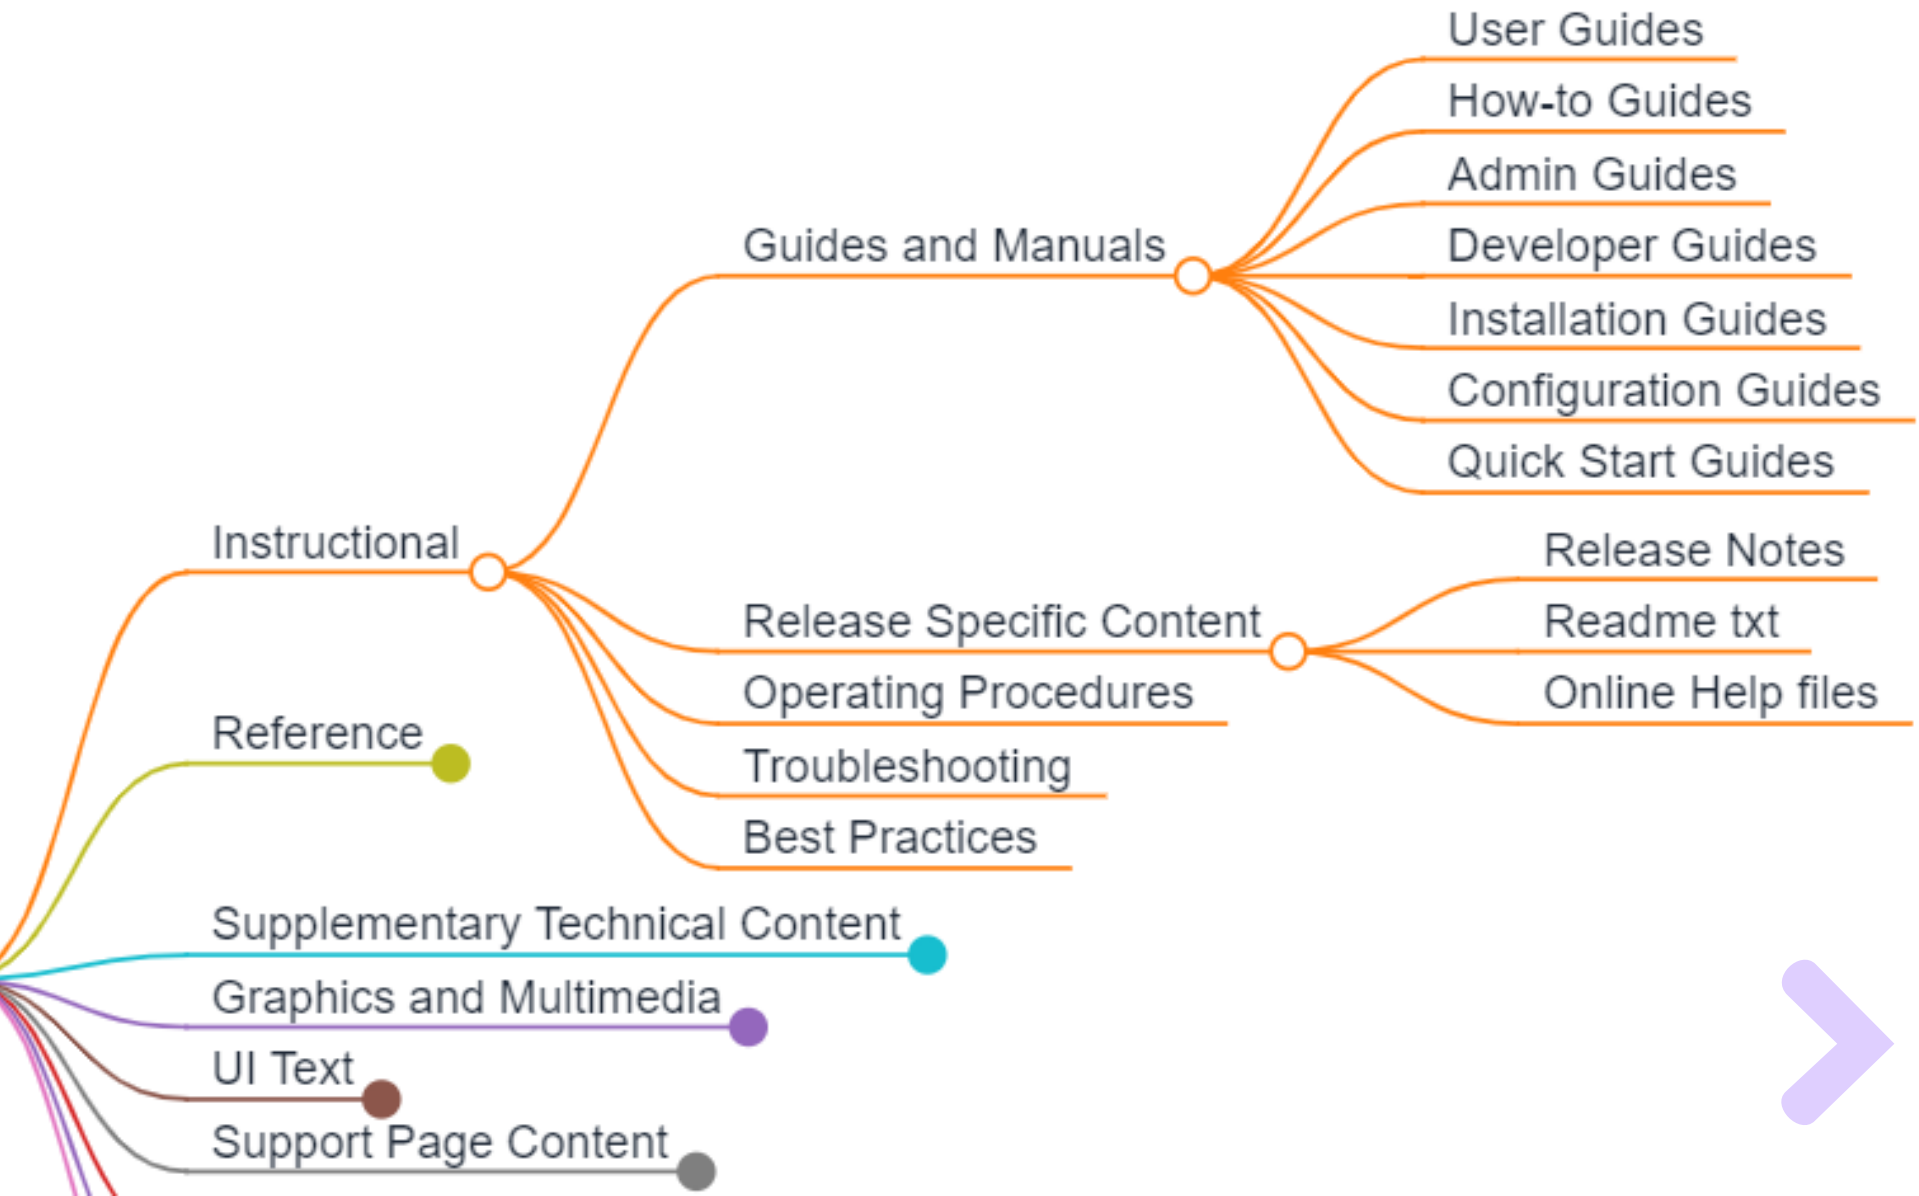 User Guides
How-to Guides
Admin Guides
Guides and Manuals
Developer Guides
Installation Guides
Configuration Guides
Quick Start Guides
Instructional
Release Notes
Release Specific Content
Readme txt
Operating Procedures
Online Help files
Reference
Troubleshooting
Best Practices
Supplementary Technical Content
Graphics and Multimedia
UI Text
Support Page Content